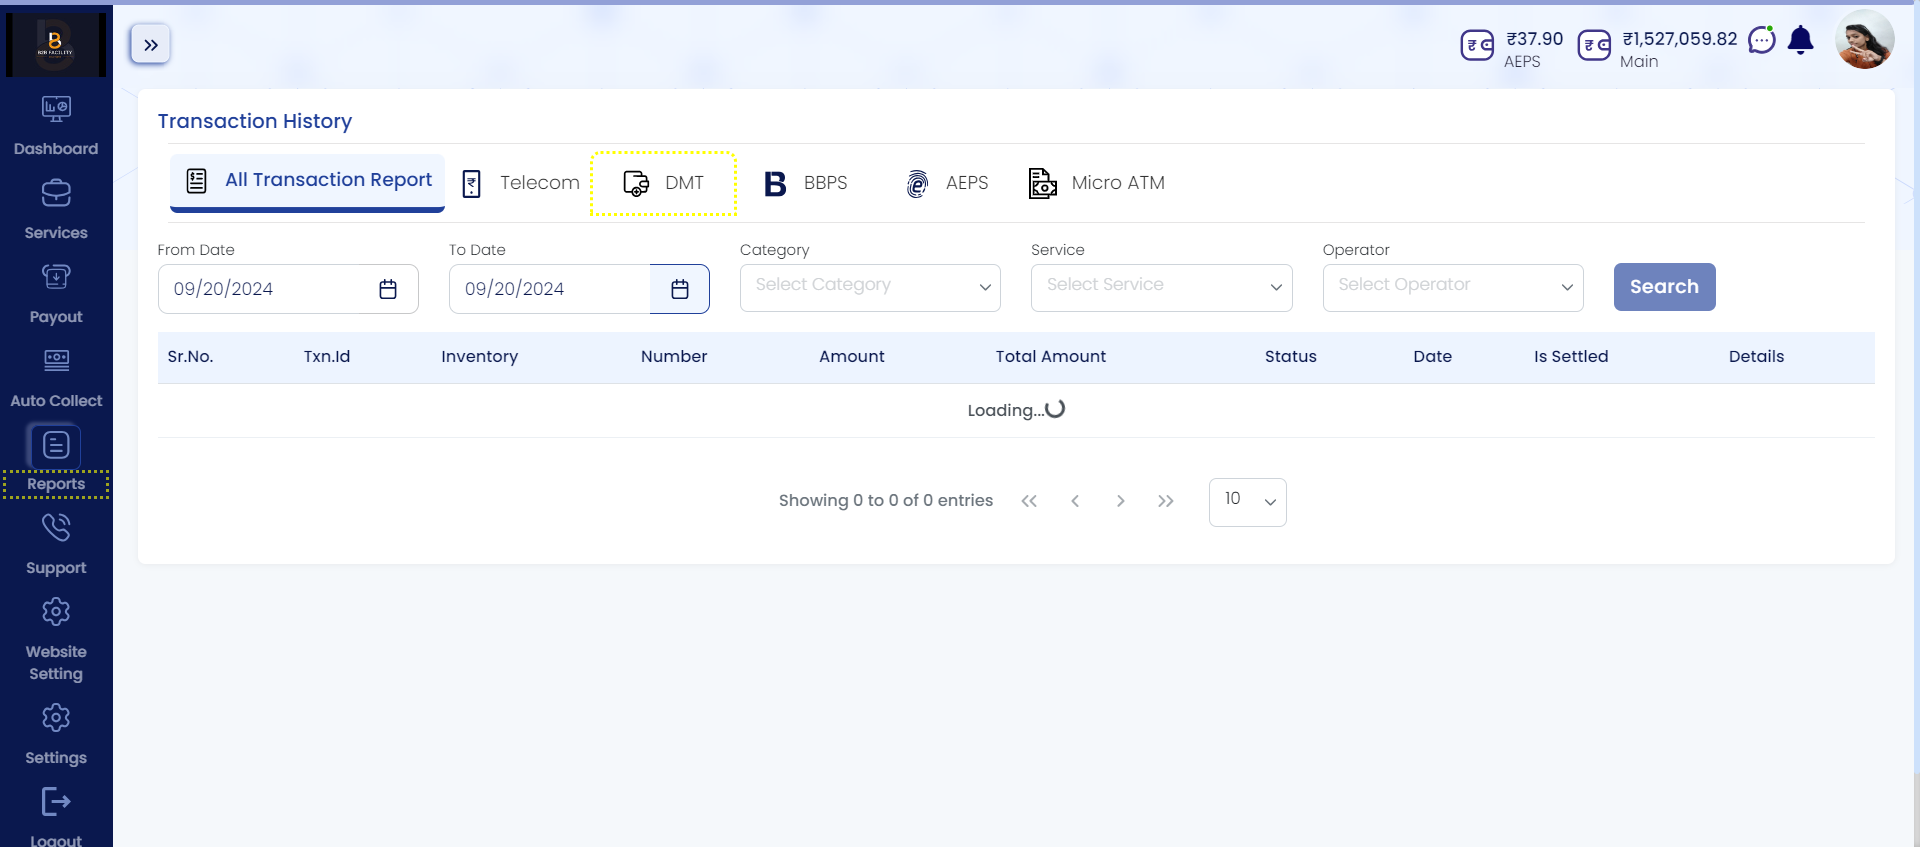 B2B FACILITY
₹37.90
AEPS
₹1,527,059.82
Main
Dashboard
Services
Payout
Auto Collect
Reports
Support
Website
Setting
Settings
Logout
Transaction History
All Transaction Report
Telecom
DMT
BBPS
AEPS
Micro ATM
From Date
To Date
Category
Service
Operator
09/20/2024
09/20/2024
Select Category
Select Service
Select Operator
Search
Sr.No. Txn.Id Inventory Number Amount Total Amount Status Date Is Settled Details
Loading...
Showing 0 to 0 of 0 entries
10